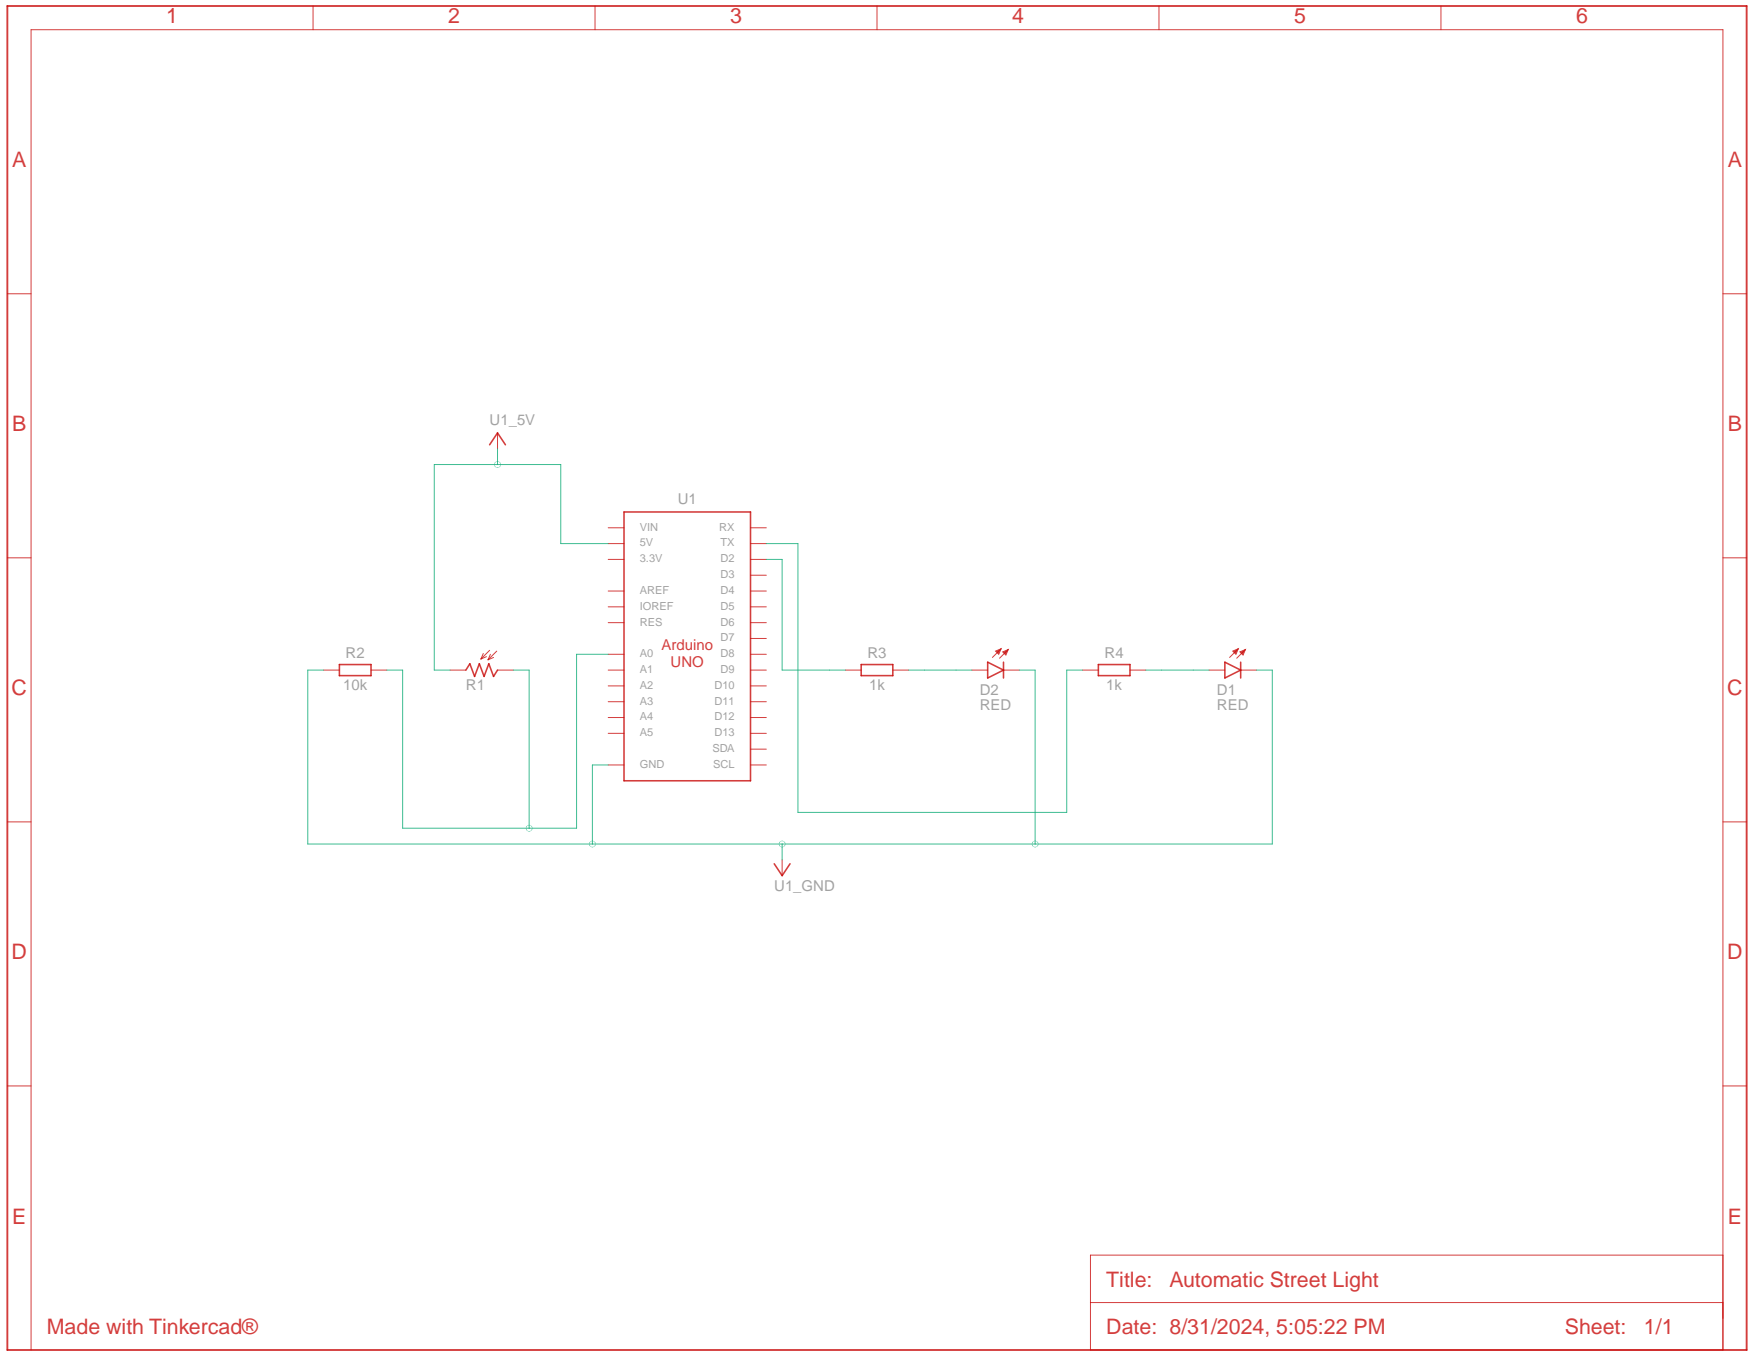 1 2 3 4 5 6
A A
B B
U1_5V
U1
VIN RX
5V TX
3.3V D2
D3
AREF D4
IOREF D5
RES D6
D7
Arduino
UNO
A0 D8
A1 D9
A2 D10
A3 D11
A4 D12
A5 D13
SDA
GND SCL
C C
R2
10k
R1
R3
1k
D2
RED
R4
1k
D1
RED
U1_GND
D D
E E
Title: Automatic Street Light
Made with Tinkercad®
Date: 8/31/2024, 5:05:22 PM Sheet: 1/1